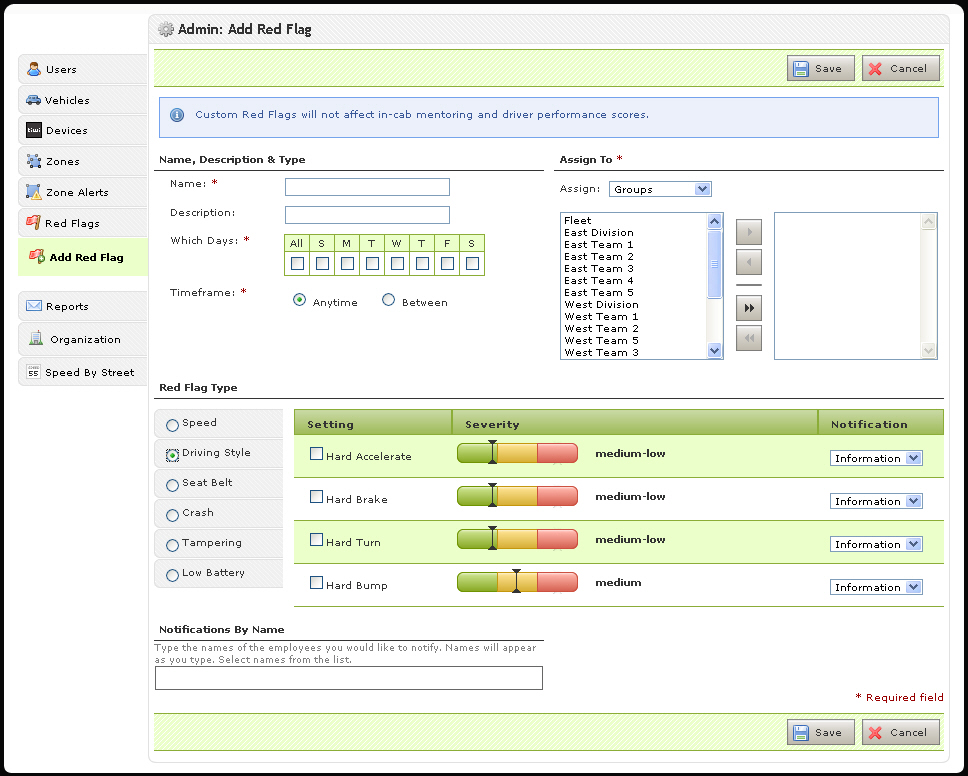 Admin: Add Red Flag
Save
Cancel
Users
Vehicles
Devices
Zones
Zone Alerts
Red Flags
Add Red Flag
Reports
Organization
Speed By Street
Custom Red Flags will not affect in-cab mentoring and driver performance scores.
Name, Description & Type
Name: *
Description:
Which Days: *
All S M T W T F S
Timeframe: *
Anytime
Between
Assign To *
Assign: Groups
Fleet
East Division
East Team 1
East Team 2
East Team 3
East Team 4
East Team 5
West Division
West Team 1
West Team 2
West Team 5
West Team 3
Red Flag Type
Speed
Driving Style
Seat Belt
Crash
Tampering
Low Battery
Setting Severity Notification
Hard Accelerate medium-low Information
Hard Brake medium-low Information
Hard Turn medium-low Information
Hard Bump medium Information
Notifications By Name
Type the names of the employees you would like to notify. Names will appear
as you type. Select names from the list.
* Required field
Save
Cancel